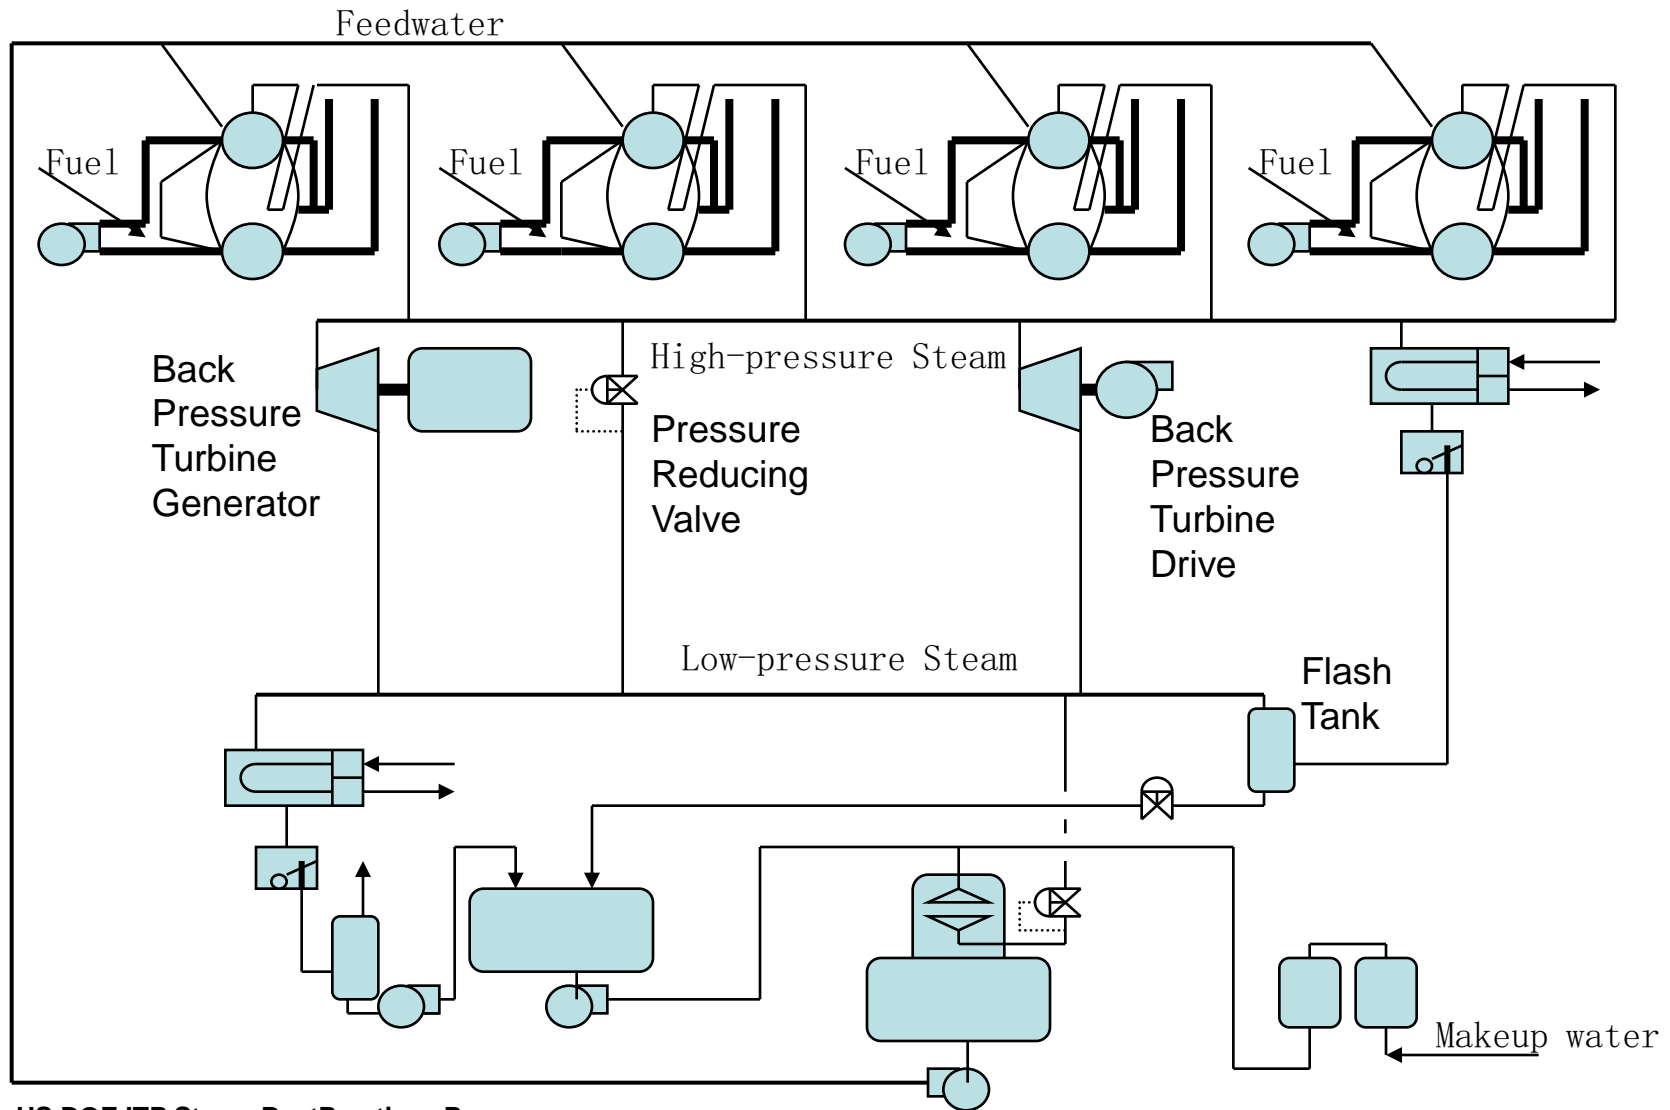 Feedwater
Fuel
Fuel
Fuel
Fuel
High-pressure Steam
Back
Pressure
Turbine
Generator
Pressure
Reducing
Valve
Back
Pressure
Turbine
Drive
Low-pressure Steam
Flash
Tank
Makeup water